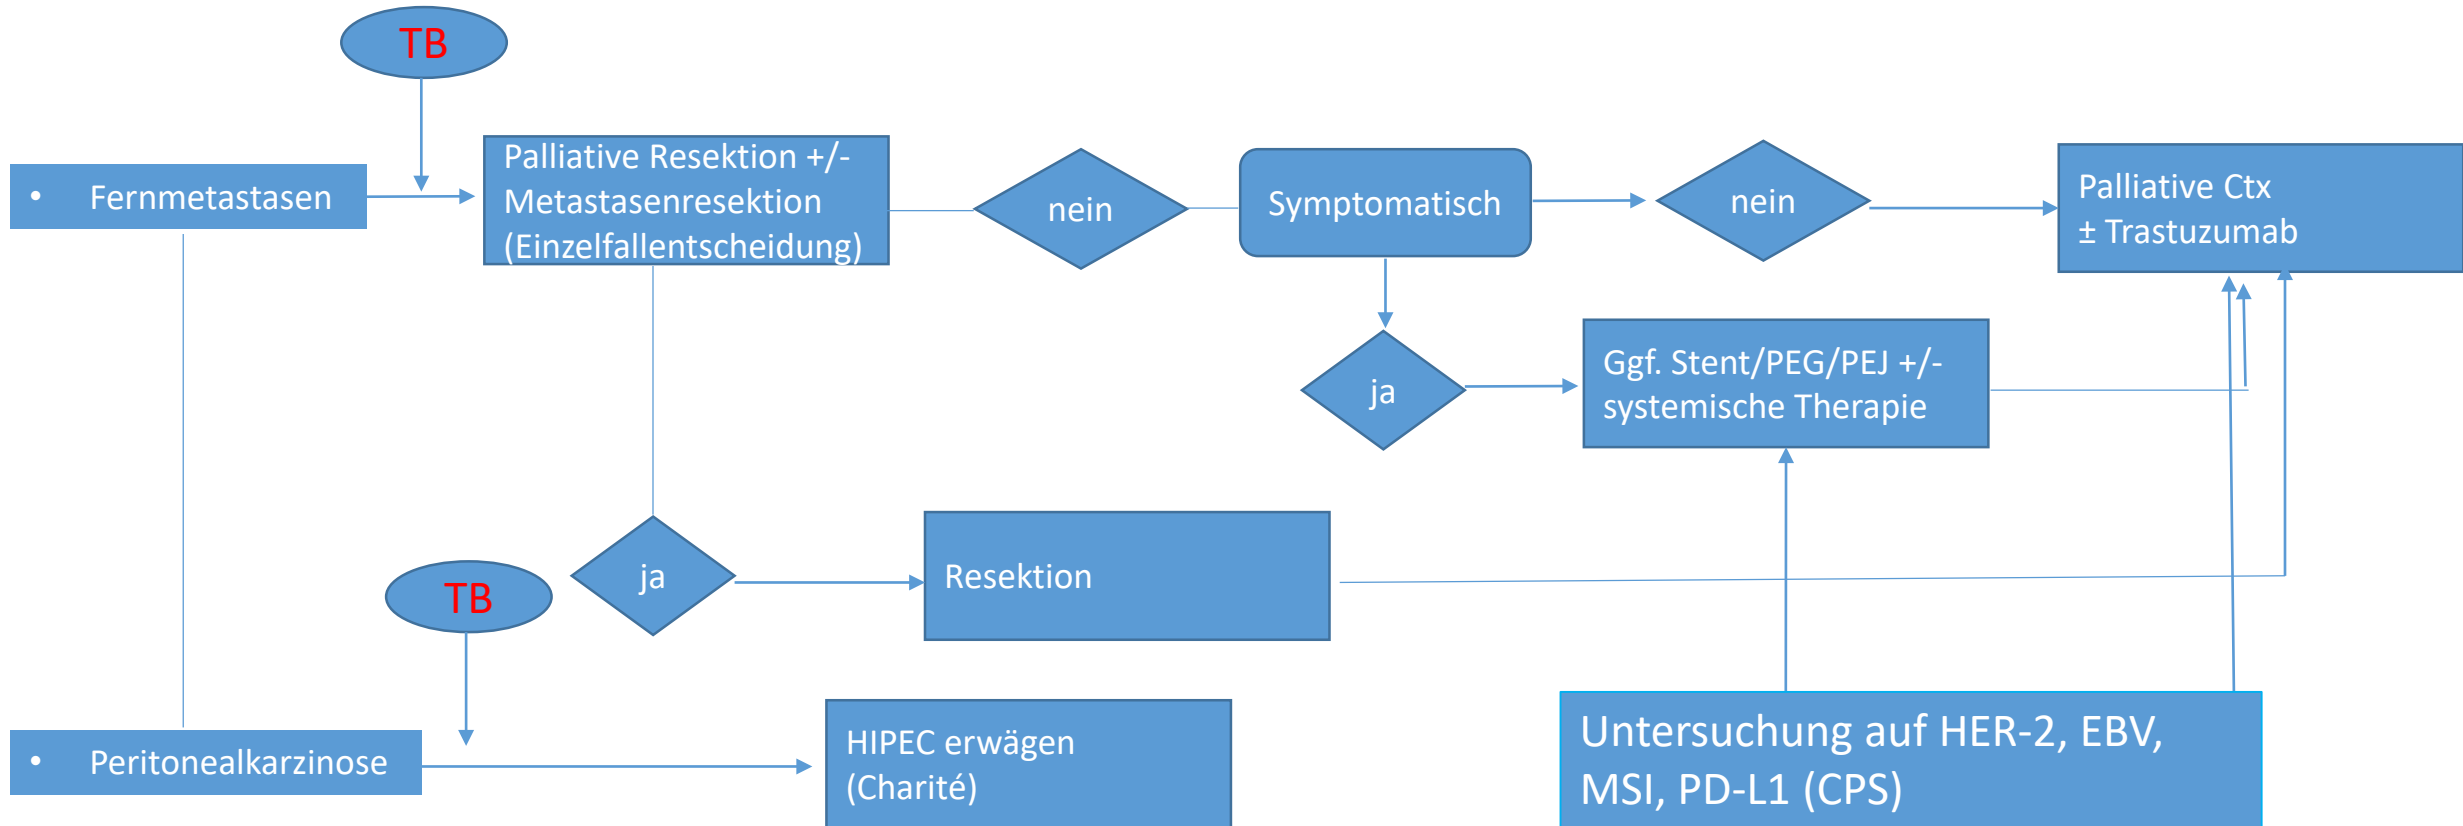 TB
• Fernmetastasen
Palliative Resektion +/-
Metastasenresektion
(Einzelfallentscheidung)
nein
Symptomatisch
nein
Palliative Ctx
± Trastuzumab
ja
Ggf. Stent/PEG/PEJ +/-
systemische Therapie
ja
Resektion
TB
• Peritonealkarzinose
HIPEC erwägen
(Charité)
Untersuchung auf HER-2, EBV,
MSI, PD-L1 (CPS)